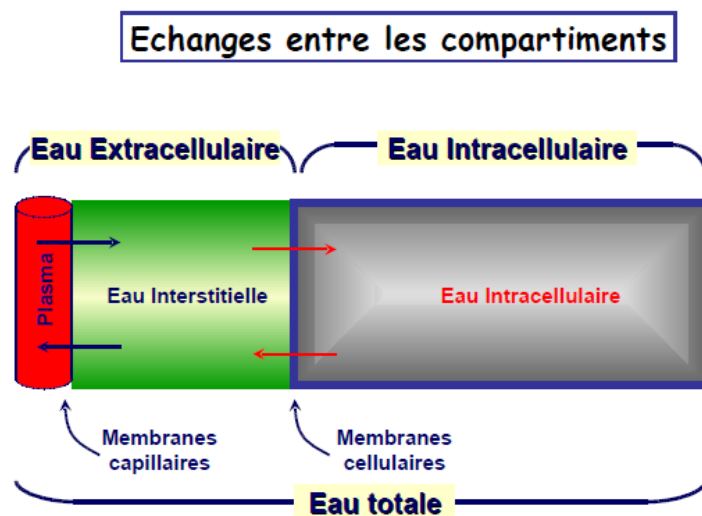 Echanges entre les compartiments
Eau Extracellulaire
Eau Intracellulaire
Plasma
Eau Interstitielle
Eau Intracellulaire
Membranes
capillaires
Membranes
cellulaires
Eau totale